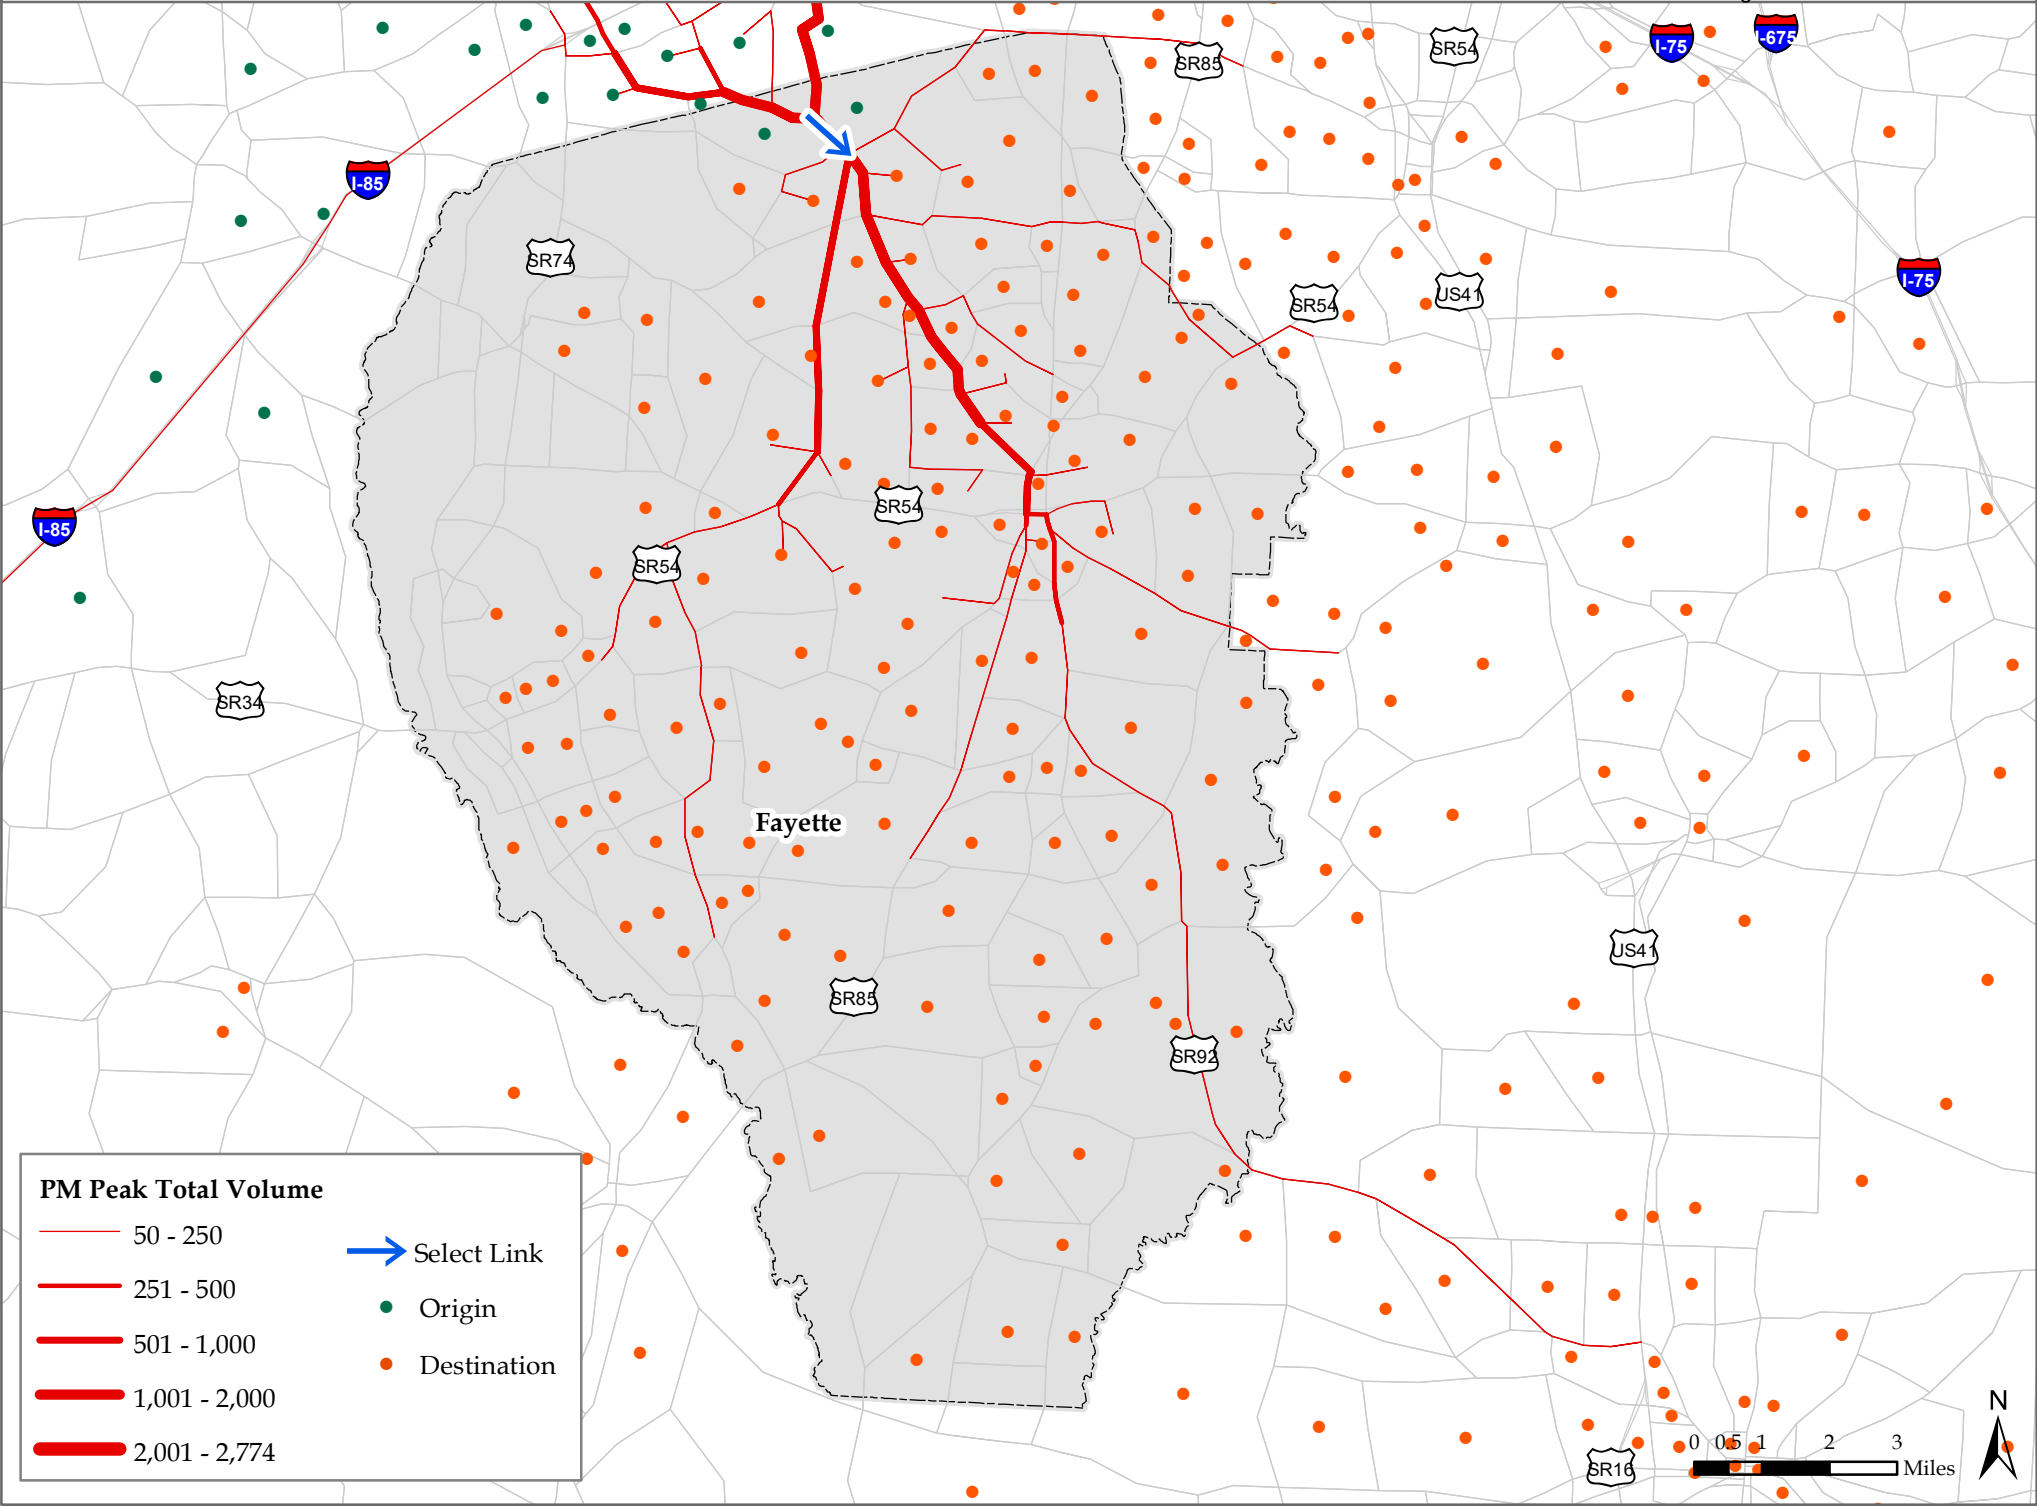 I-75
I-675
SR54
SR85
I-85
SR74
I-75
SR54
US41
SR54
I-85
SR54
SR34
Fayette
US41
SR85
SR92
PM Peak Total Volume
50 - 250
251 - 500
501 - 1,000
1,001 - 2,000
2,001 - 2,774
Select Link
Origin
Destination
N
0 0.5 1 2 3
Miles
SR16